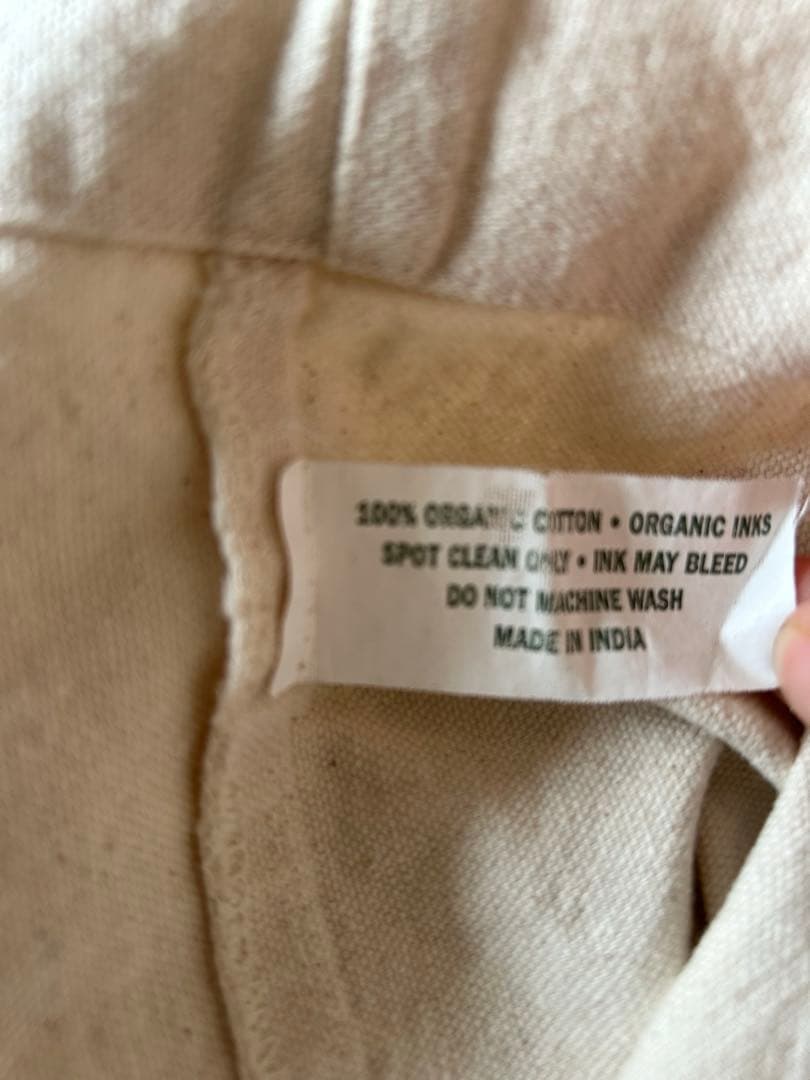 100% ORGANIC COTTON • ORGANIC INKS
SPOT CLEAN ONLY • INK MAY BLEED
DO NOT MACHINE WASH
MADE IN INDIA